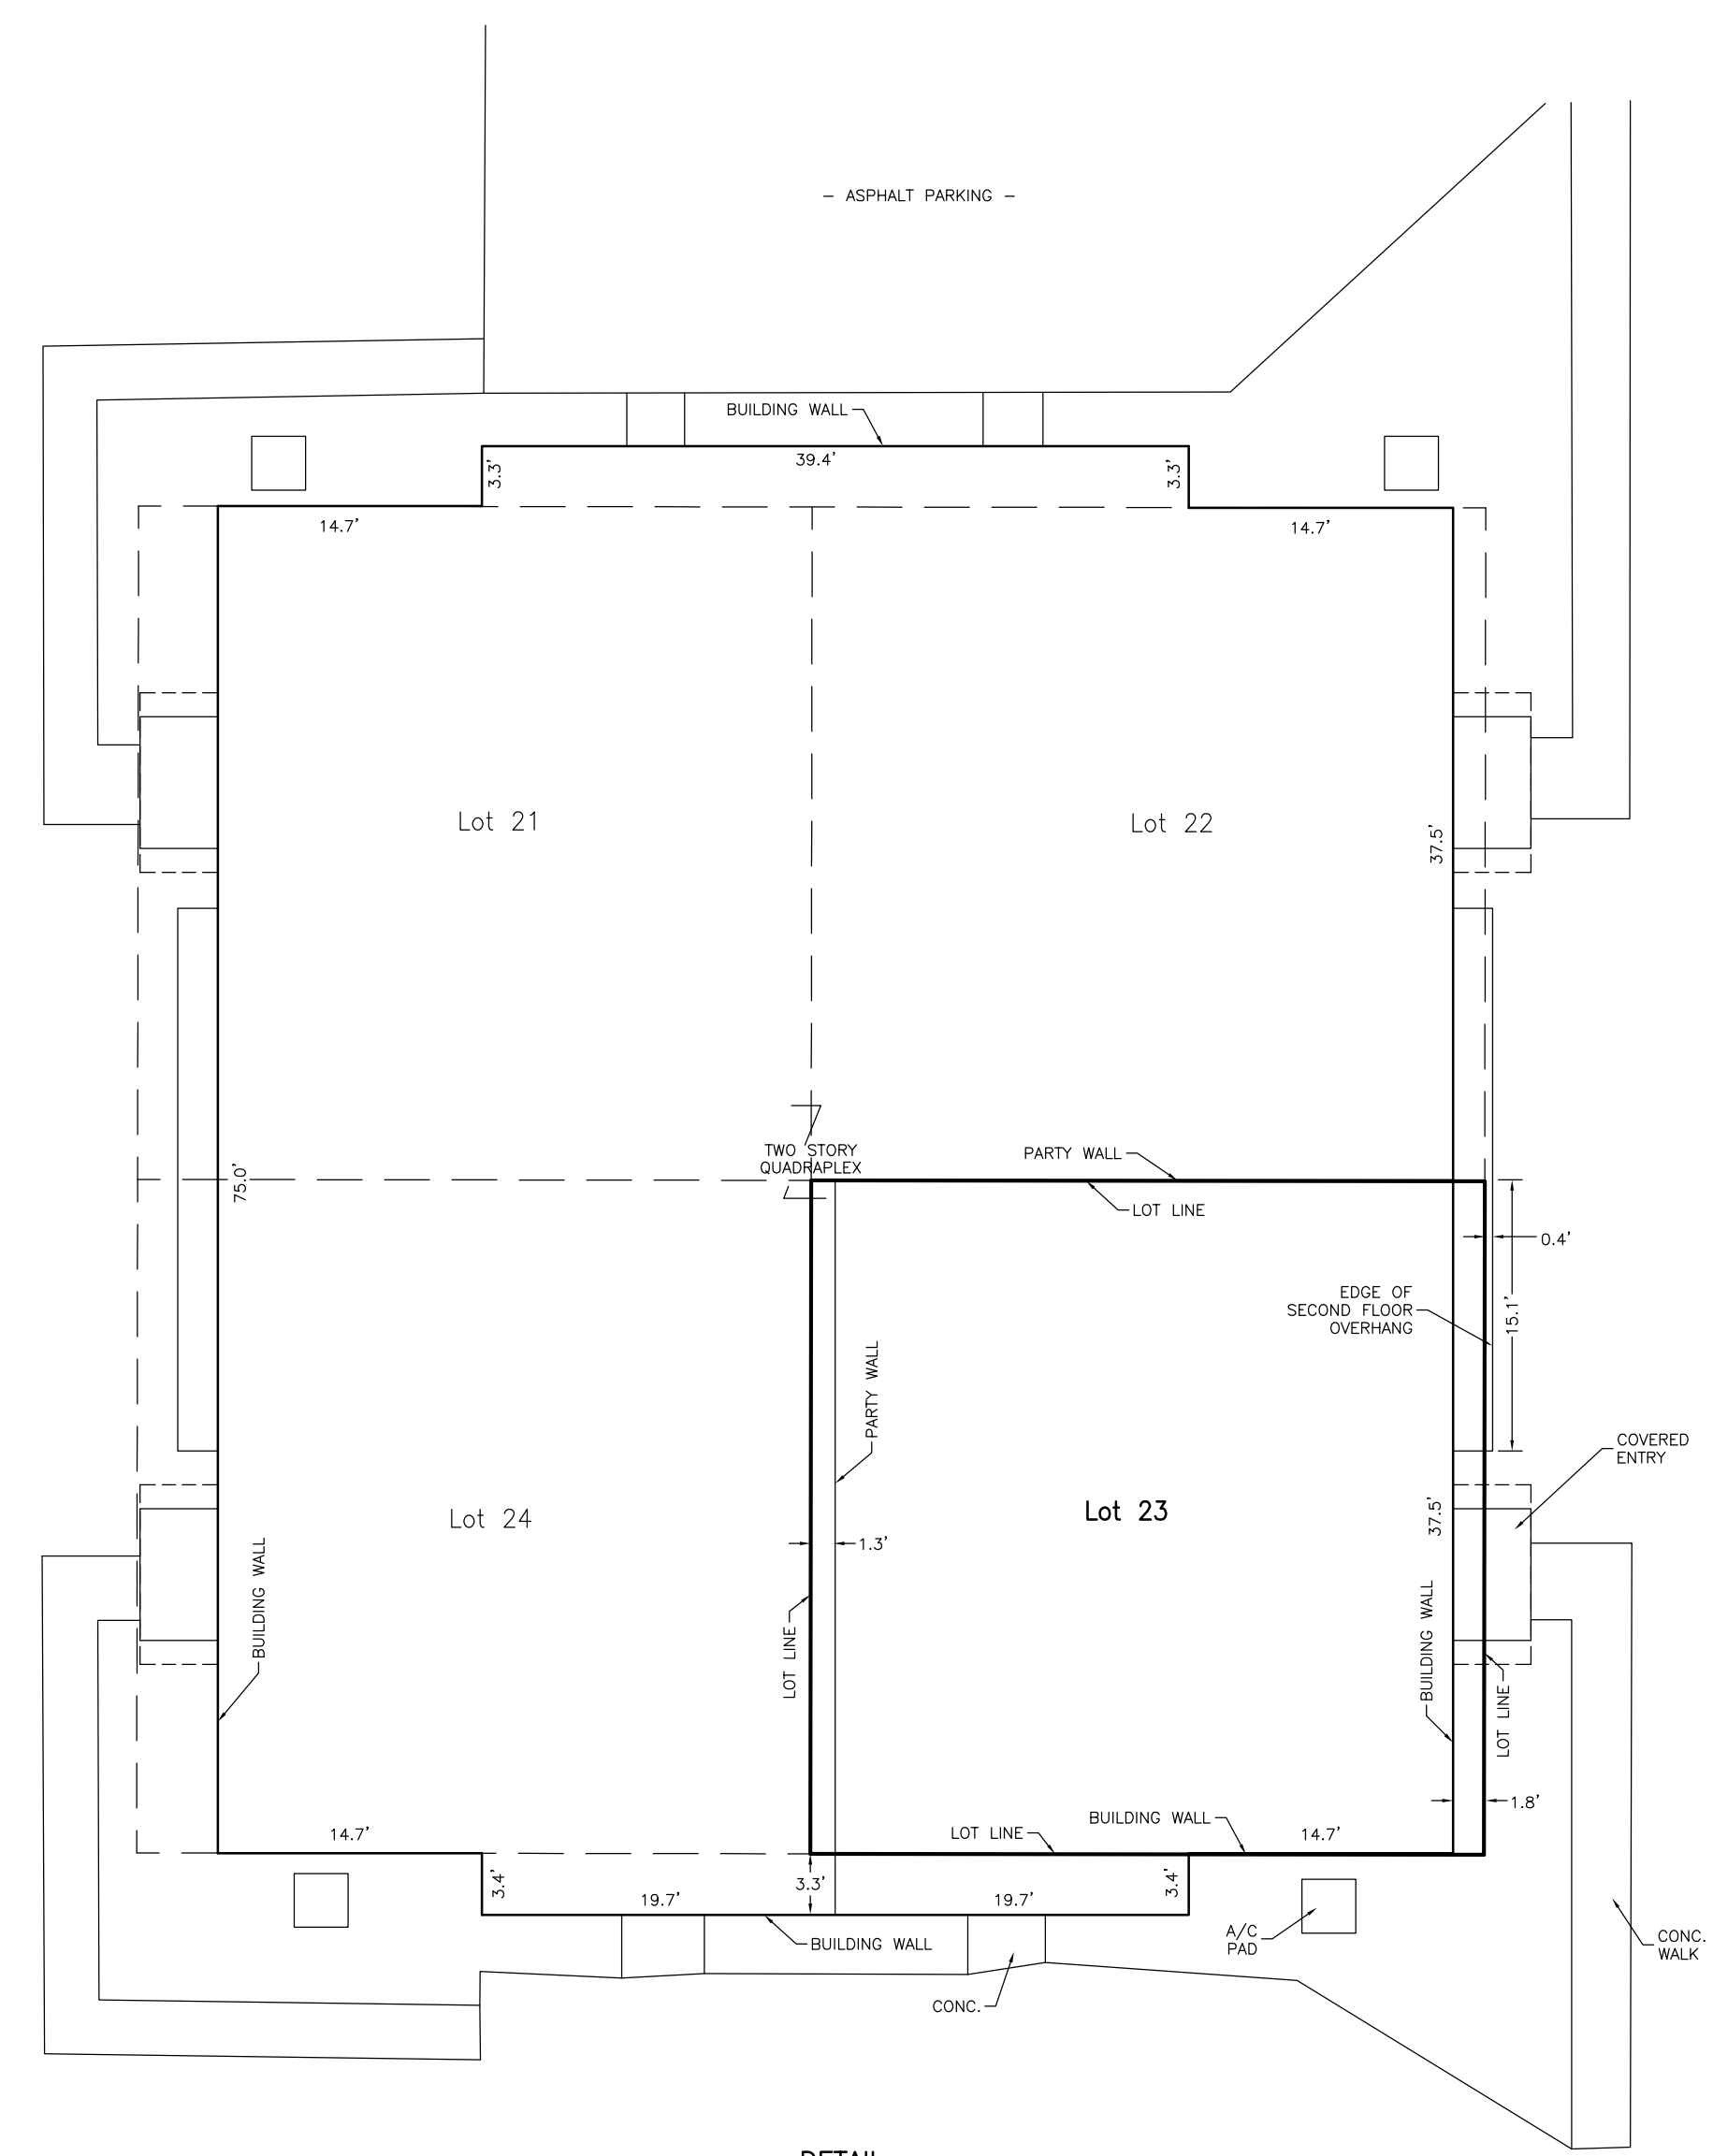 - ASPHALT PARKING -
BUILDING WALL
39.4'
3.3'
3.3'
14.7'
14.7'
Lot 21
Lot 22
37.5'
TWO STORY
QUADRAPLEX
PARTY WALL
LOT LINE
75.0'
0.4'
EDGE OF
SECOND FLOOR
OVERHANG
15.1'
PARTY WALL
COVERED
ENTRY
Lot 24
Lot 23
37.5'
1.3'
BUILDING WALL
LOT LINE
BUILDING WALL
LOT LINE
1.8'
BUILDING WALL
LOT LINE
14.7'
14.7'
3.4'
3.3'
3.4'
19.7'
19.7'
BUILDING WALL
A/C
PAD
CONC.
WALK
CONC.